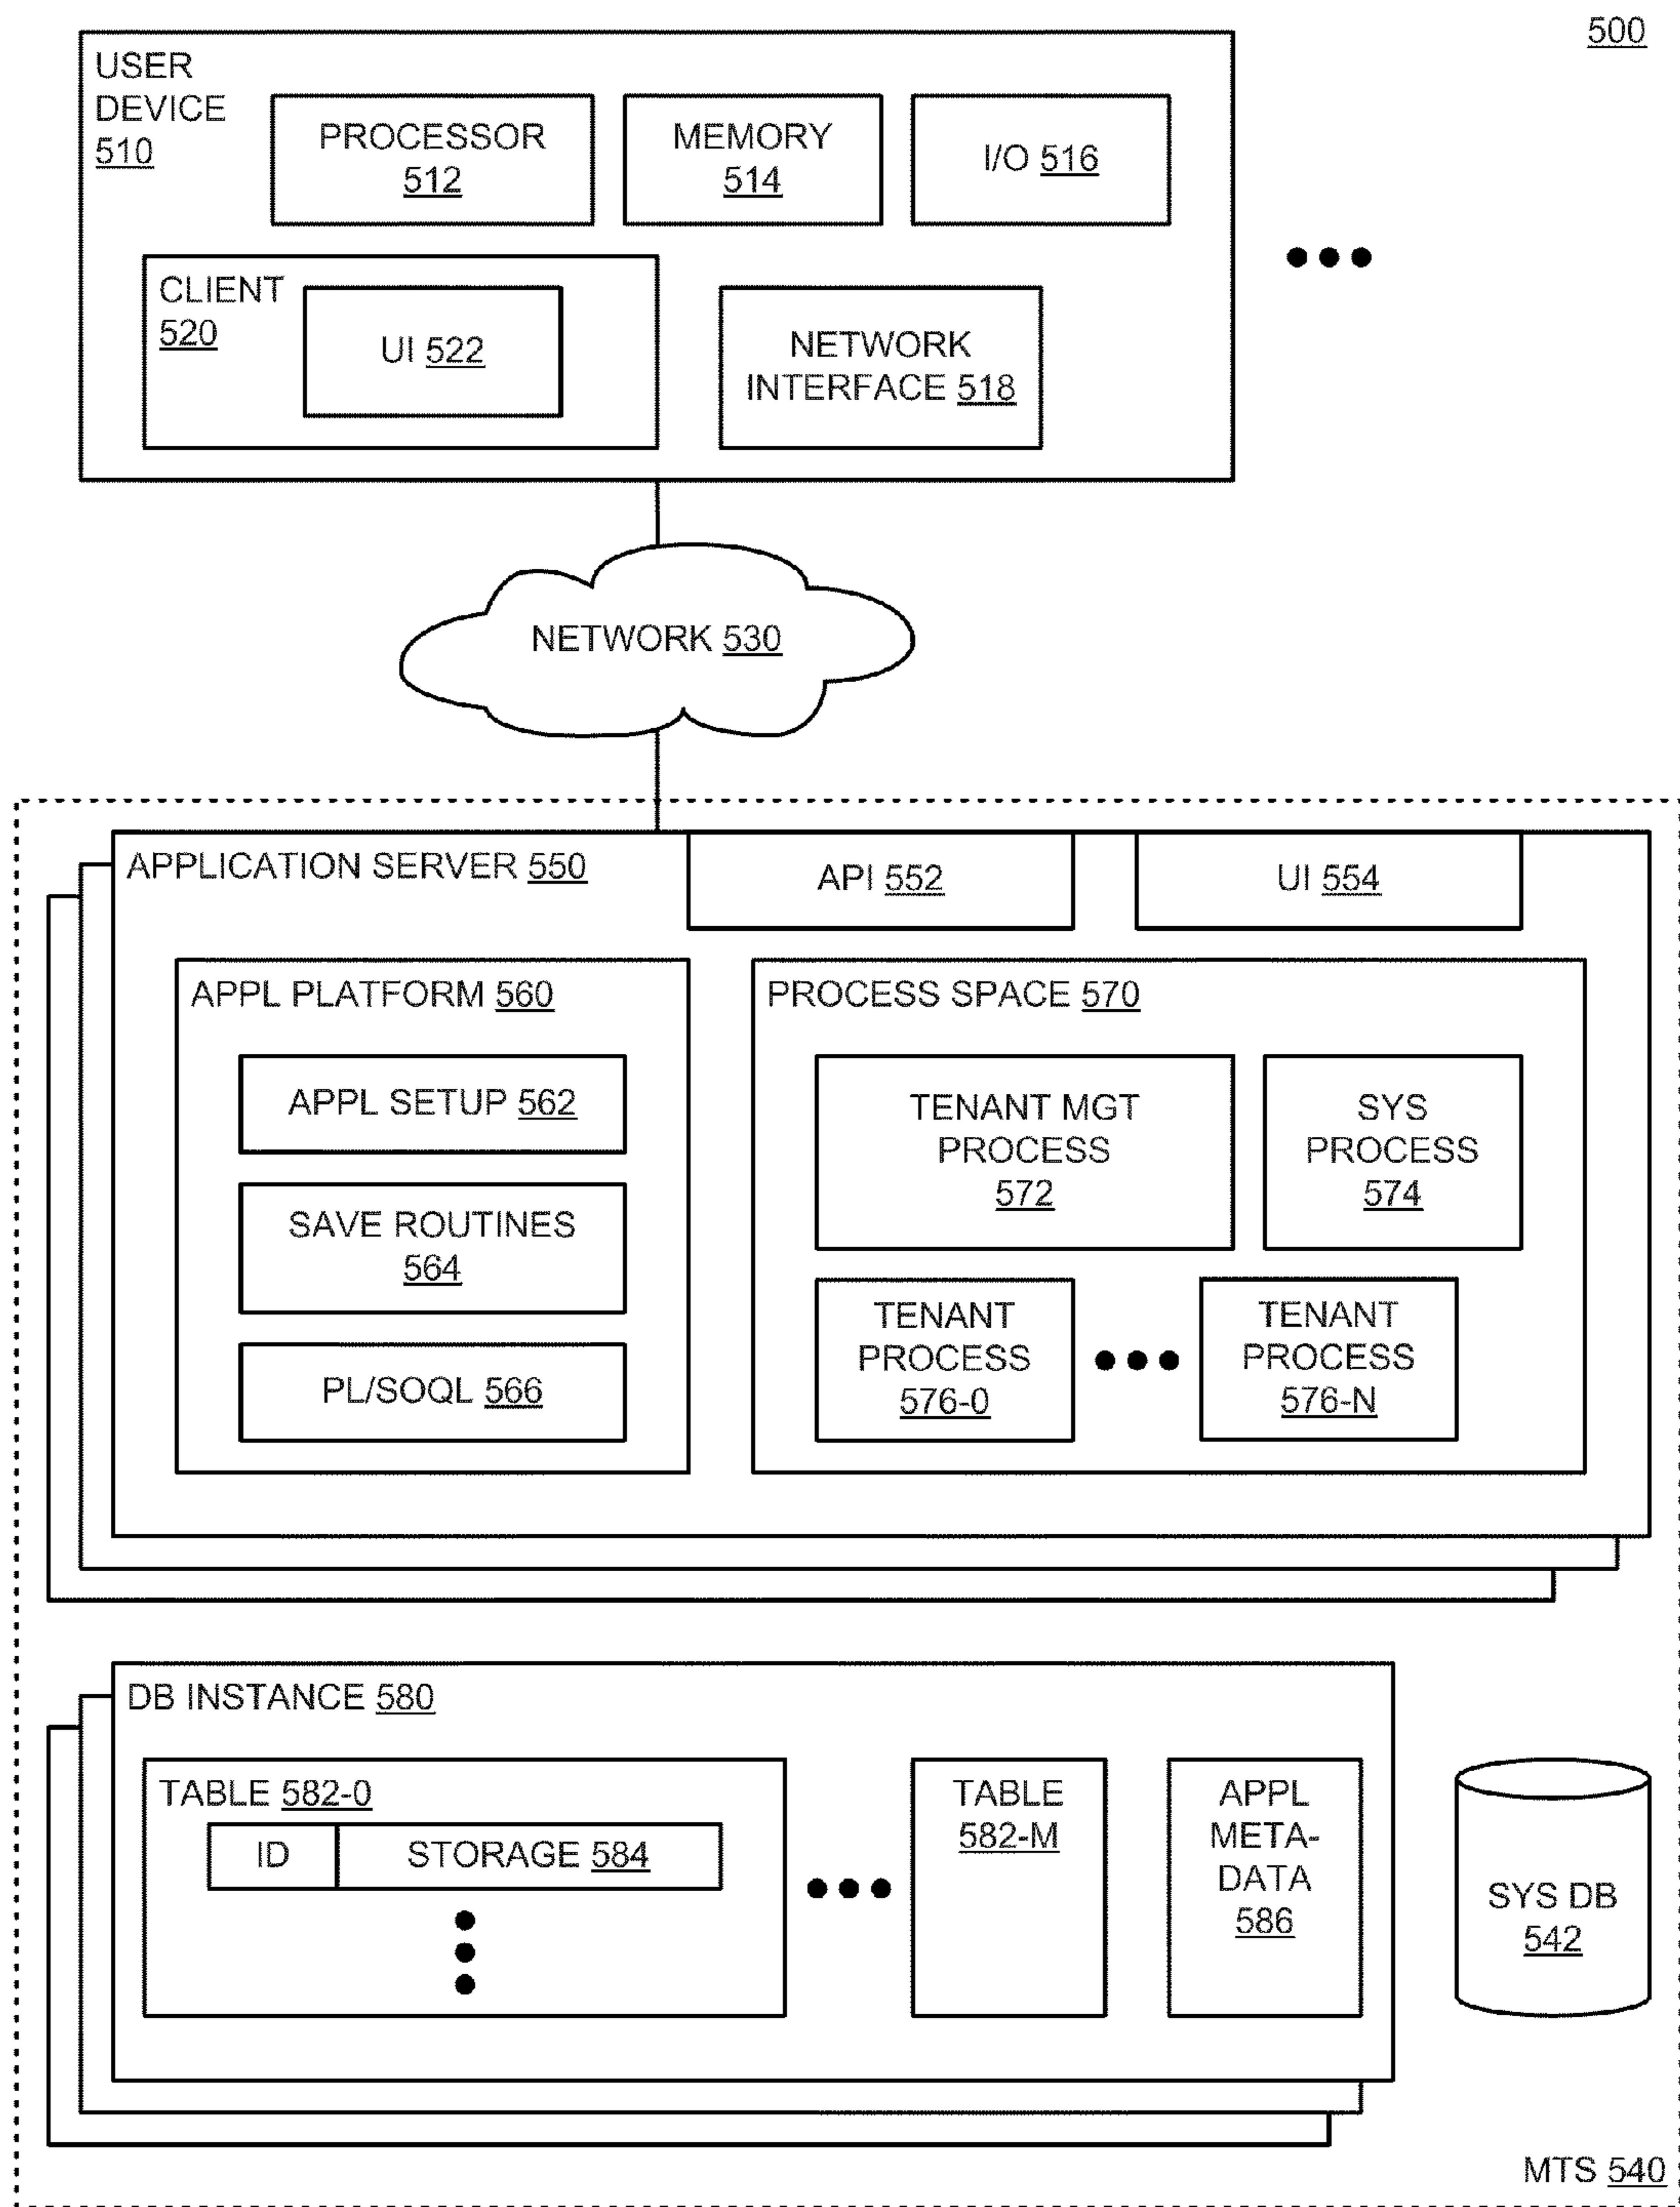 500
USER
DEVICE
510
PROCESSOR
512
MEMORY
514
I/O 516
CLIENT
520
UI 522
NETWORK
INTERFACE 518
NETWORK 530
APPLICATION SERVER 550
API 552
UI 554
APPL PLATFORM 560
APPL SETUP 562
SAVE ROUTINES
564
PL/SOQL 566
PROCESS SPACE 570
TENANT MGT
PROCESS
572
SYS
PROCESS
574
TENANT
PROCESS
576-0
TENANT
PROCESS
576-N
DB INSTANCE 580
TABLE 582-0
ID
STORAGE 584
TABLE
582-M
APPL
META-
DATA
586
SYS DB
542
MTS 540